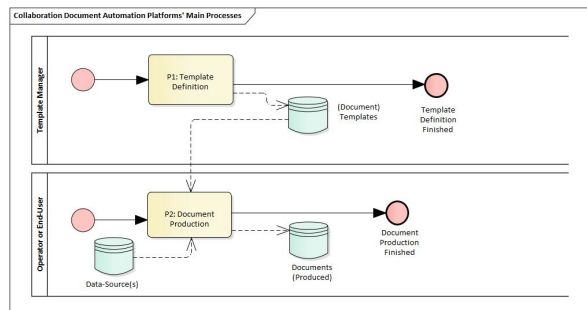 Collaboration Document Automation Platforms' Main Processes
Template Manager
P1: Template
Definition
(Document)
Templates
Template
Definition
Finished
Operator or End-User
P2: Document
Production
Data-Source(s)
Documents
(Produced)
Document
Production
Finished